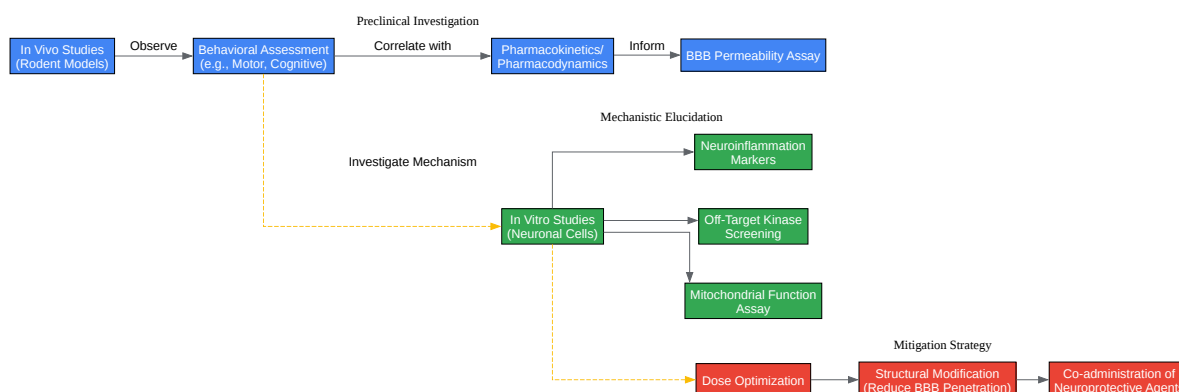 Preclinical Investigation
In Vivo Studies
(Rodent Models)
Observe
Behavioral Assessment
(e.g., Motor, Cognitive)
Correlate with
Pharmacokinetics/
Pharmacodynamics
Inform
BBB Permeability Assay
Mechanistic Elucidation
Investigate Mechanism
Neuroinflammation
Markers
In Vitro Studies
(Neuronal Cells)
Off-Target Kinase
Screening
Mitochondrial Function
Assay
Mitigation Strategy
Dose Optimization
Structural Modification
(Reduce BBB Penetration)
Co-administration of
Neuroprotective Agent